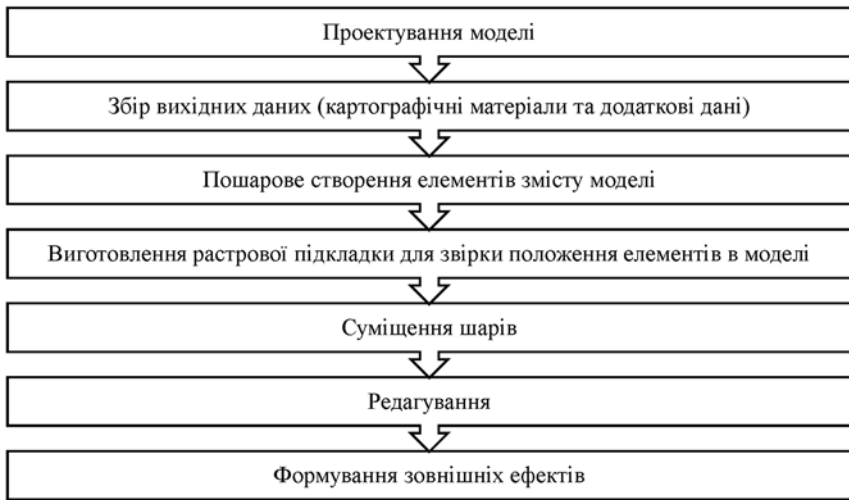 Проектування моделі
Збір вихідних даних (картографічні матеріали та додаткові дані)
Пошарове створення елементів змісту моделі
Виготовлення растрової підкладки для звірки положення елементів в моделі
Суміщення шарів
Редагування
Формування зовнішніх ефектів